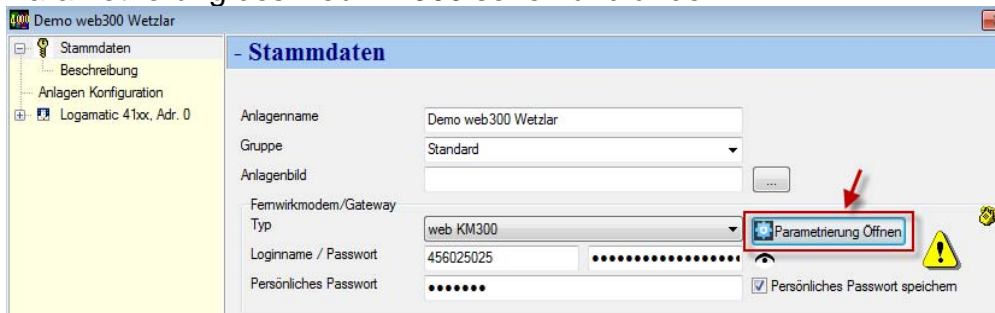 Demo web300 Wetzlar
Stammdaten
Beschreibung
Anlagen Konfiguration
Logamatic 41xx, Adr. 0
- Stammdaten
Anlagenname
Demo web300 Wetzlar
Gruppe
Standard
Anlagenbild
...
Fernwirkmodem/Gateway
Typ
web KM300
Parametrierung Öffnen
Loginname / Passwort
456025025
Persönliches Passwort
Persönliches Passwort speichern